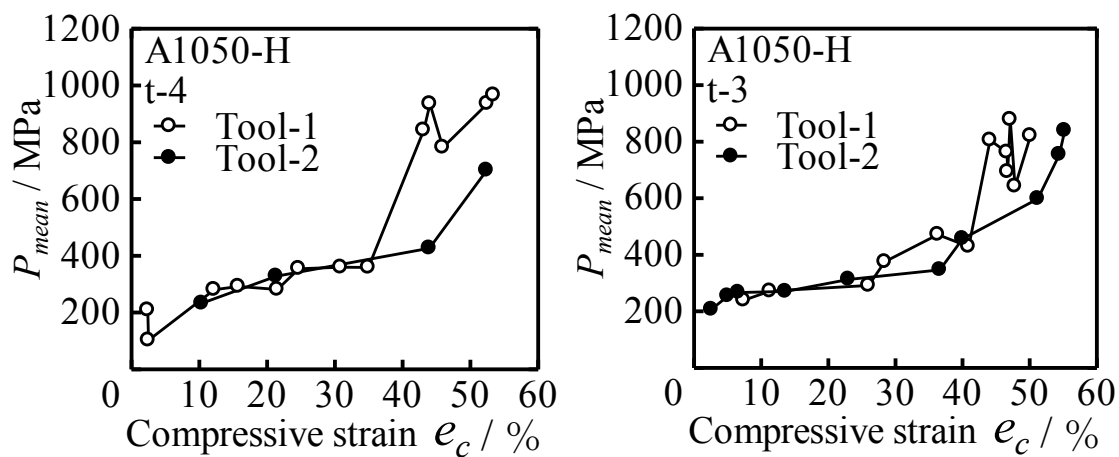 1200
1000
800
600
400
200
0
P_mean / MPa
A1050-H
t-4
Tool-1
Tool-2
10 20 30 40 50 60
Compressive strain e_c / %
1200
1000
800
600
400
200
0
P_mean / MPa
A1050-H
t-3
Tool-1
Tool-2
10 20 30 40 50 60
Compressive strain e_c / %